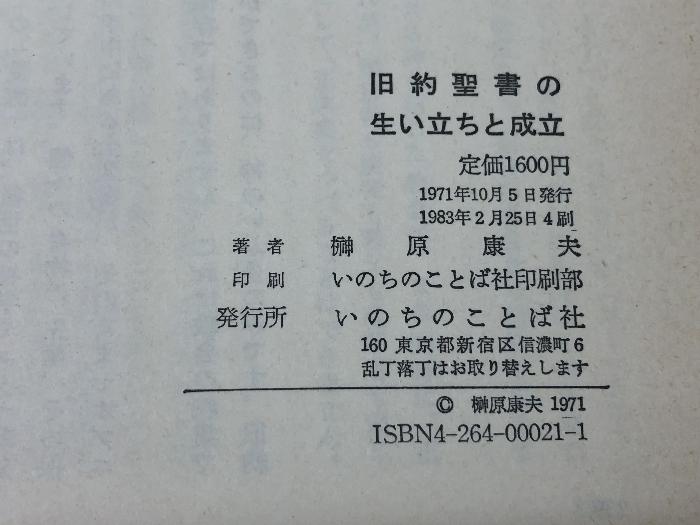 旧約聖書の
生い立ちと成立
定価1600円
1971年10月5日発行
1983年2月25日4刷
著者 榊原康夫
印刷 いのちのことば社印刷部
発行所 いのちのことば社
160 東京都新宿区信濃町6
乱丁落丁はお取り替えします
© 榊原康夫 1971
ISBN4-264-00021-1